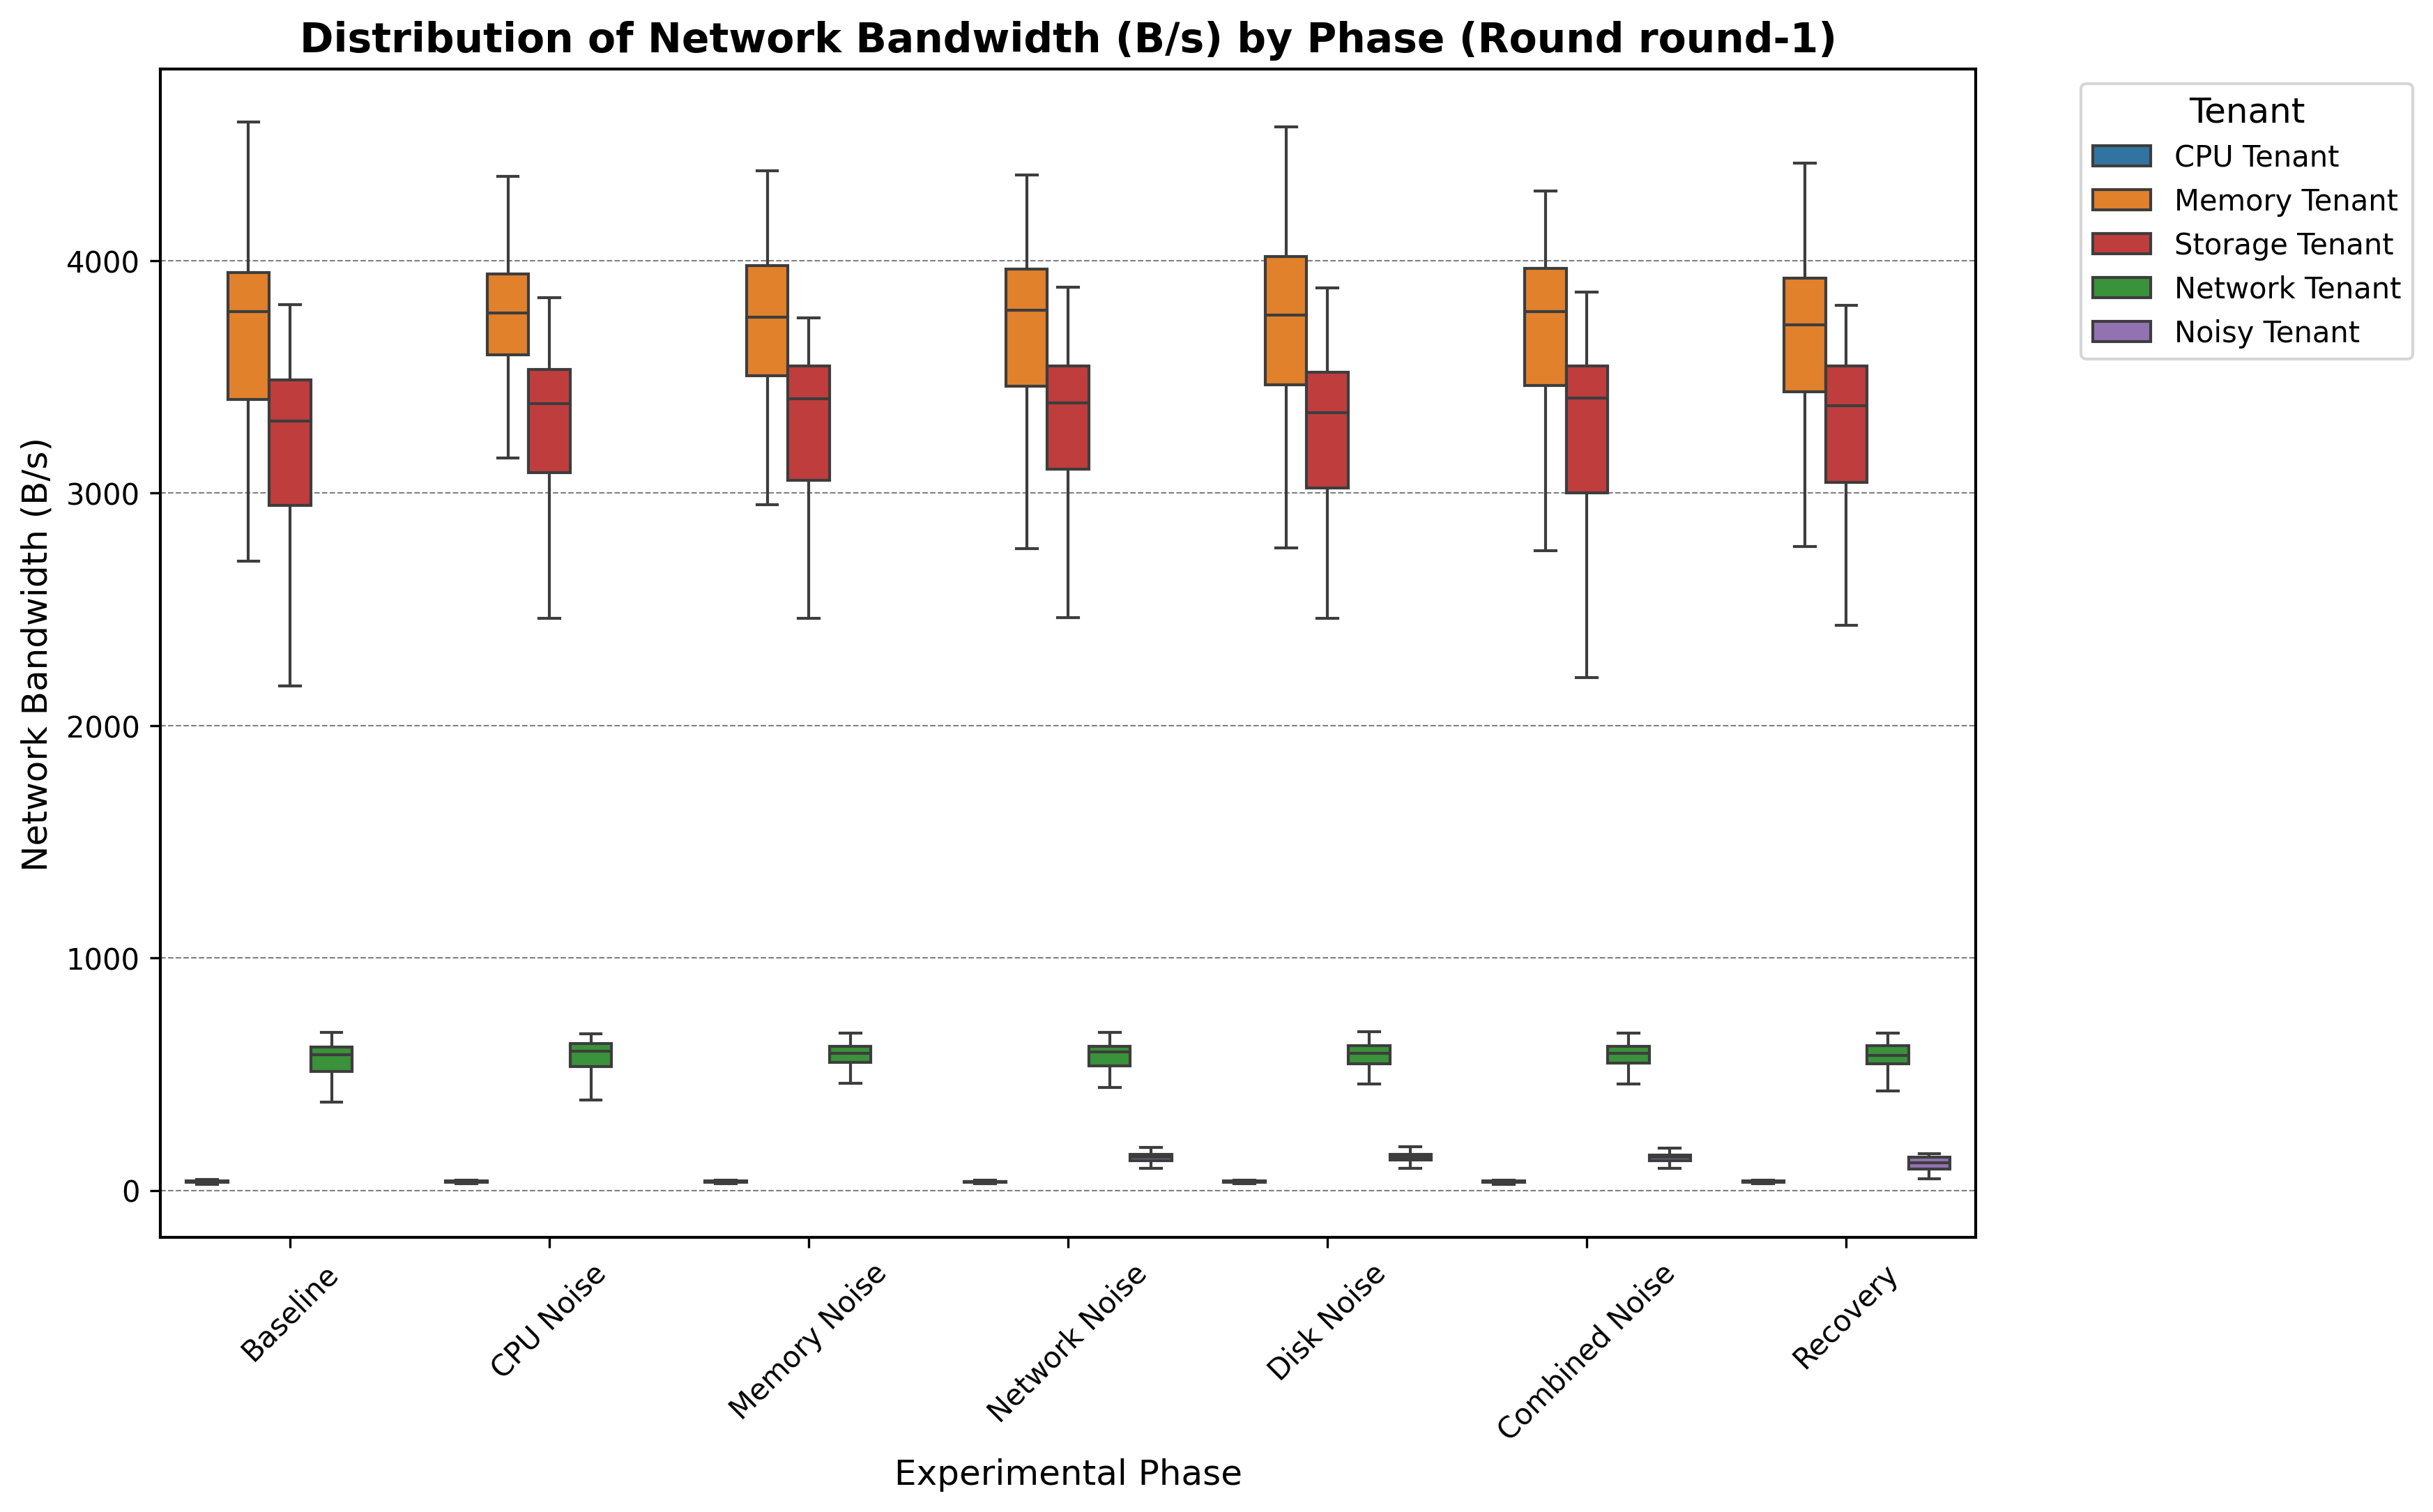 Distribution of Network Bandwidth (B/s) by Phase (Round round-1)
Tenant
CPU Tenant
Memory Tenant
Storage Tenant
Network Tenant
Noisy Tenant
Network Bandwidth (B/s)
4000
3000
2000
1000
0
Baseline
CPU Noise
Memory Noise
Network Noise
Disk Noise
Combined Noise
Recovery
Experimental Phase